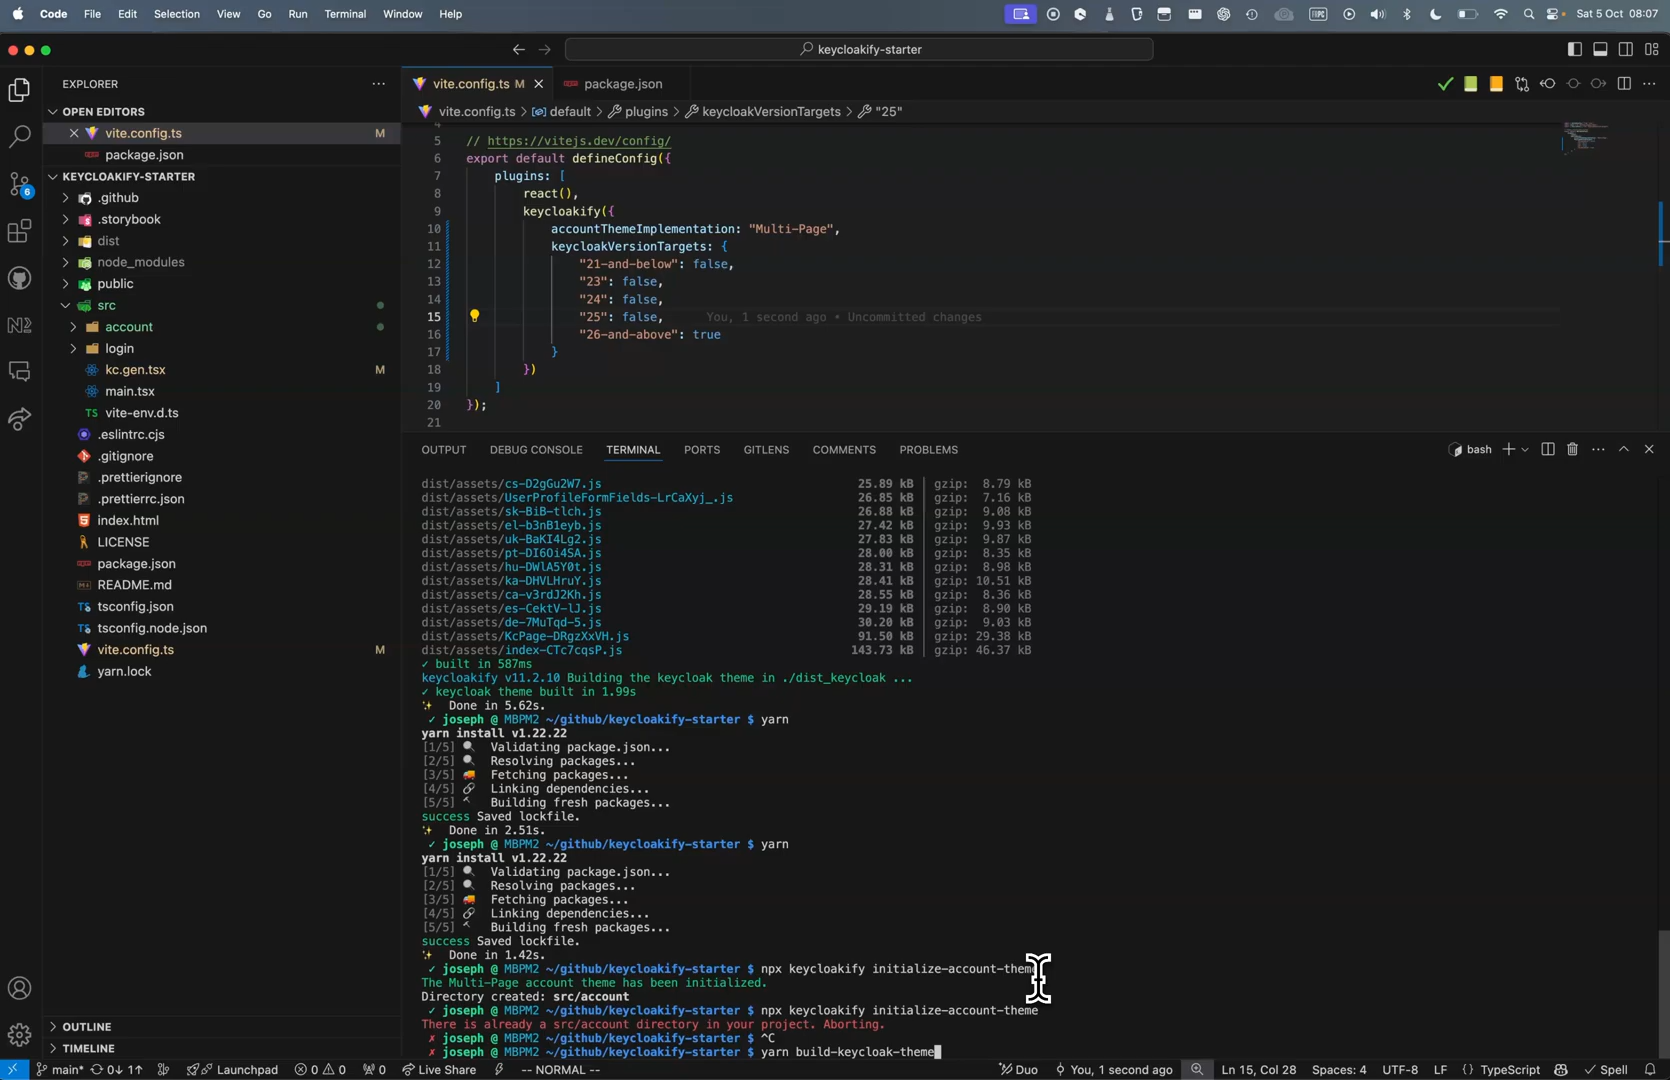 Code File Edit Selection View Go Run Terminal Window Help Sat 5 Oct 08:07
keycloakify-starter
EXPLORER
OPEN EDITORS
vite.config.ts M
package.json
KEYCLOAKIFY-STARTER
.github
.storybook
dist
node_modules
public
src
account
login
kc.gen.tsx M
main.tsx
TS vite-env.d.ts
.eslintrc.cjs
.gitignore
.prettierignore
.prettierrc.json
index.html
LICENSE
package.json
README.md
tsconfig.json
tsconfig.node.json
vite.config.ts M
yarn.lock
OUTLINE
TIMELINE
6
vite.config.ts M package.json
vite.config.ts > default > plugins > keycloakVersionTargets > "25"
5 // https://vitejs.dev/config/
6 export default defineConfig({
7 plugins: [
8 react(),
9 keycloakify({
10 accountThemeImplementation: "Multi-Page",
11 keycloakVersionTargets: {
12 "21-and-below": false,
13 "23": false,
14 "24": false,
15 "25": false, You, 1 second ago • Uncommitted changes
16 "26-and-above": true
17 }
18 })
19 ]
20 });
21
OUTPUT DEBUG CONSOLE TERMINAL PORTS GITLENS COMMENTS PROBLEMS bash
dist/assets/cs-D2gGu2W7.js 25.89 kB │ gzip: 8.79 kB
dist/assets/UserProfileFormFields-LrCaXyj_.js 26.85 kB │ gzip: 7.16 kB
dist/assets/sk-BiB-tlch.js 26.88 kB │ gzip: 9.08 kB
dist/assets/el-b3nB1eyb.js 27.42 kB │ gzip: 9.93 kB
dist/assets/uk-BaKI4Lg2.js 27.83 kB │ gzip: 9.87 kB
dist/assets/pt-DI6Oi4SA.js 28.00 kB │ gzip: 8.35 kB
dist/assets/hu-DWlA5Y0t.js 28.31 kB │ gzip: 8.98 kB
dist/assets/ka-DHVLHruY.js 28.41 kB │ gzip: 10.51 kB
dist/assets/ca-v3rdJ2Kh.js 28.55 kB │ gzip: 8.36 kB
dist/assets/es-CektV-lJ.js 29.19 kB │ gzip: 8.90 kB
dist/assets/de-7MuTqd-5.js 30.20 kB │ gzip: 9.03 kB
dist/assets/KcPage-DRgzXxVH.js 91.50 kB │ gzip: 29.38 kB
dist/assets/index-CTc7cqsP.js 143.73 kB │ gzip: 46.37 kB
✓ built in 587ms
keycloakify v11.2.10 Building the keycloak theme in ./dist_keycloak ...
✓ keycloak theme built in 1.99s
✨ Done in 5.62s.
✓ joseph @ MBPM2 ~/github/keycloakify-starter $ yarn
yarn install v1.22.22
[1/5] 🔍 Validating package.json...
[2/5] 🔍 Resolving packages...
[3/5] 🚚 Fetching packages...
[4/5] 🔗 Linking dependencies...
[5/5] 🔨 Building fresh packages...
success Saved lockfile.
✨ Done in 2.51s.
✓ joseph @ MBPM2 ~/github/keycloakify-starter $ yarn
yarn install v1.22.22
[1/5] 🔍 Validating package.json...
[2/5] 🔍 Resolving packages...
[3/5] 🚚 Fetching packages...
[4/5] 🔗 Linking dependencies...
[5/5] 🔨 Building fresh packages...
success Saved lockfile.
✨ Done in 1.42s.
✓ joseph @ MBPM2 ~/github/keycloakify-starter $ npx keycloakify initialize-account-theme
The Multi-Page account theme has been initialized.
Directory created: src/account
✓ joseph @ MBPM2 ~/github/keycloakify-starter $ npx keycloakify initialize-account-theme
There is already a src/account directory in your project. Aborting.
✗ joseph @ MBPM2 ~/github/keycloakify-starter $ ^C
✗ joseph @ MBPM2 ~/github/keycloakify-starter $ yarn build-keycloak-theme
main* 0↓ 1↑ Launchpad 0 0 0 Live Share -- NORMAL -- Duo You, 1 second ago Ln 15, Col 28 Spaces: 4 UTF-8 LF {} TypeScript Spell